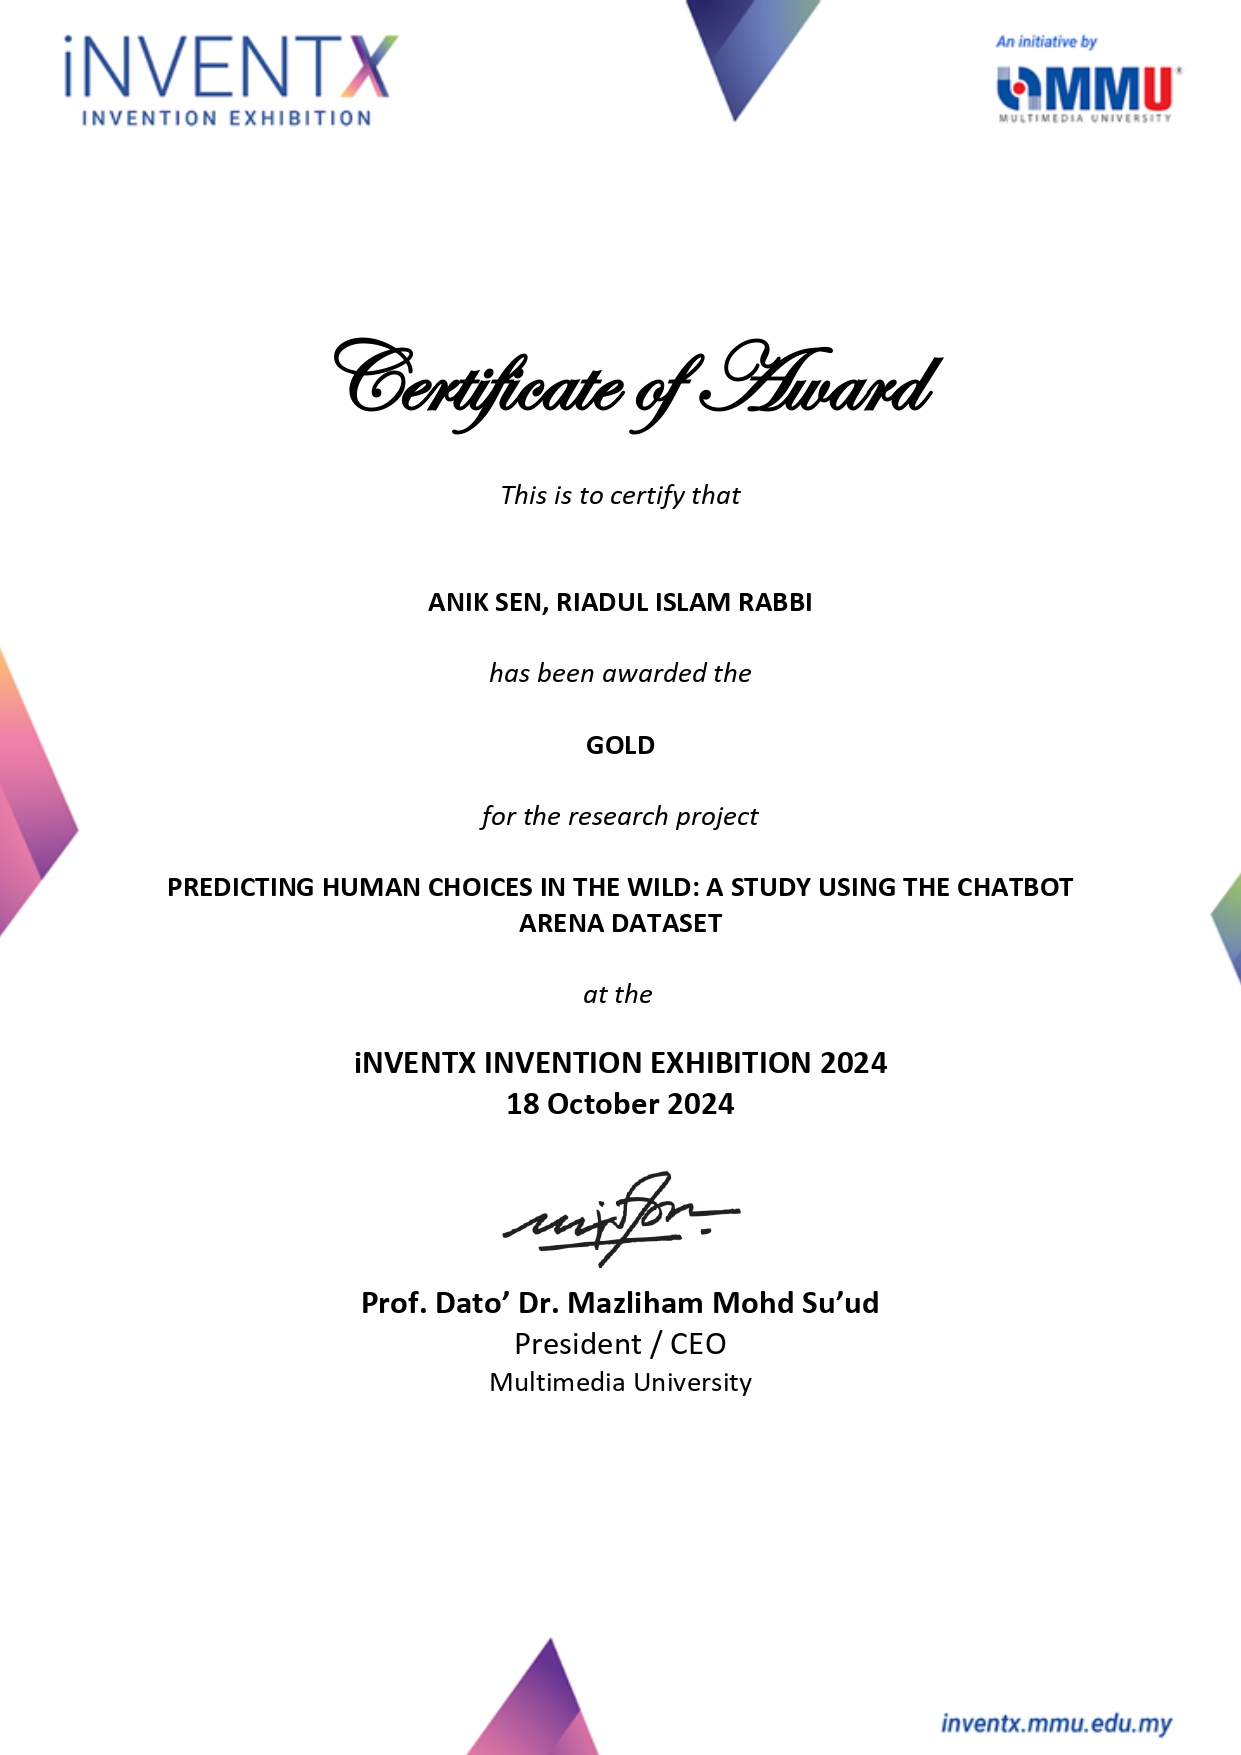 iNVENTX
INVENTION EXHIBITION
An initiative by
MMU®
MULTIMEDIA UNIVERSITY
Certificate of Award
This is to certify that
ANIK SEN, RIADUL ISLAM RABBI
has been awarded the
GOLD
for the research project
PREDICTING HUMAN CHOICES IN THE WILD: A STUDY USING THE CHATBOT
ARENA DATASET
at the
iNVENTX INVENTION EXHIBITION 2024
18 October 2024
Prof. Dato’ Dr. Mazliham Mohd Su’ud
President / CEO
Multimedia University
inventx.mmu.edu.my